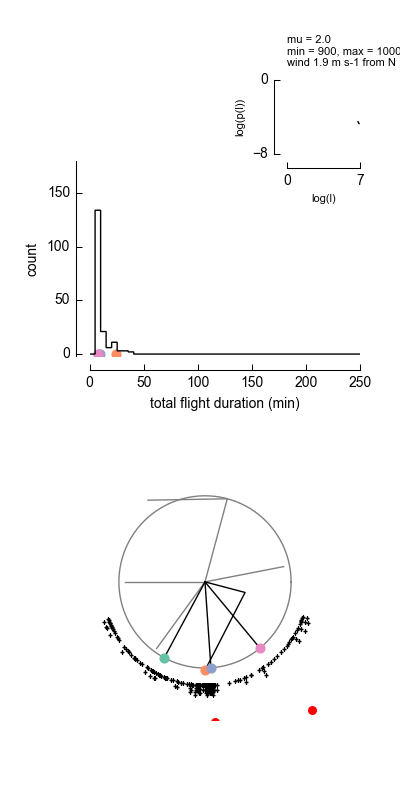 mu = 2.0
min = 900, max = 1000
wind 1.9 m s-1 from N
0
−8
log(p(l))
0
7
log(l)
150
100
50
0
count
0
50
100
150
200
250
total flight duration (min)